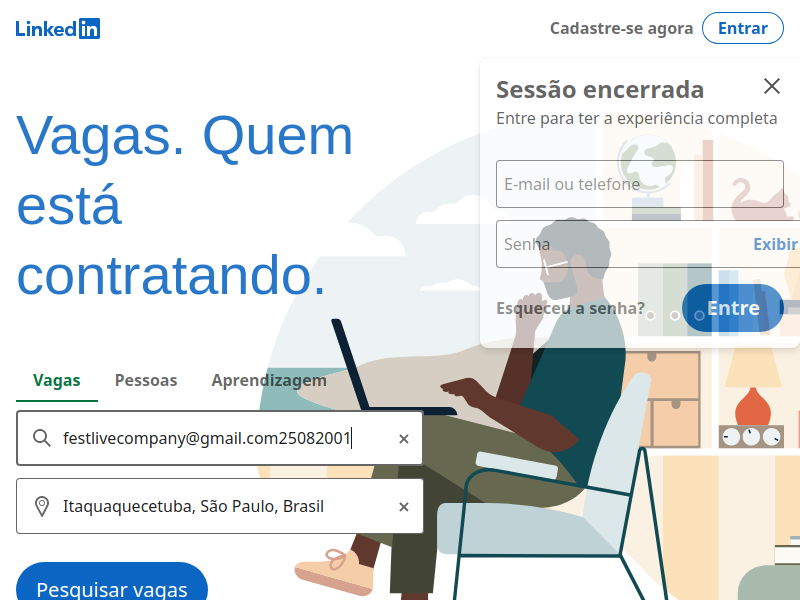 Linked in
Cadastre-se agora
Entrar
Sessão encerrada
Entre para ter a experiência completa
E-mail ou telefone
Senha
Exibir
Esqueceu a senha?
Entre
Vagas. Quem
está
contratando.
Vagas
Pessoas
Aprendizagem
festlivecompany@gmail.com25082001
Itaquaquecetuba, São Paulo, Brasil
Pesquisar vagas